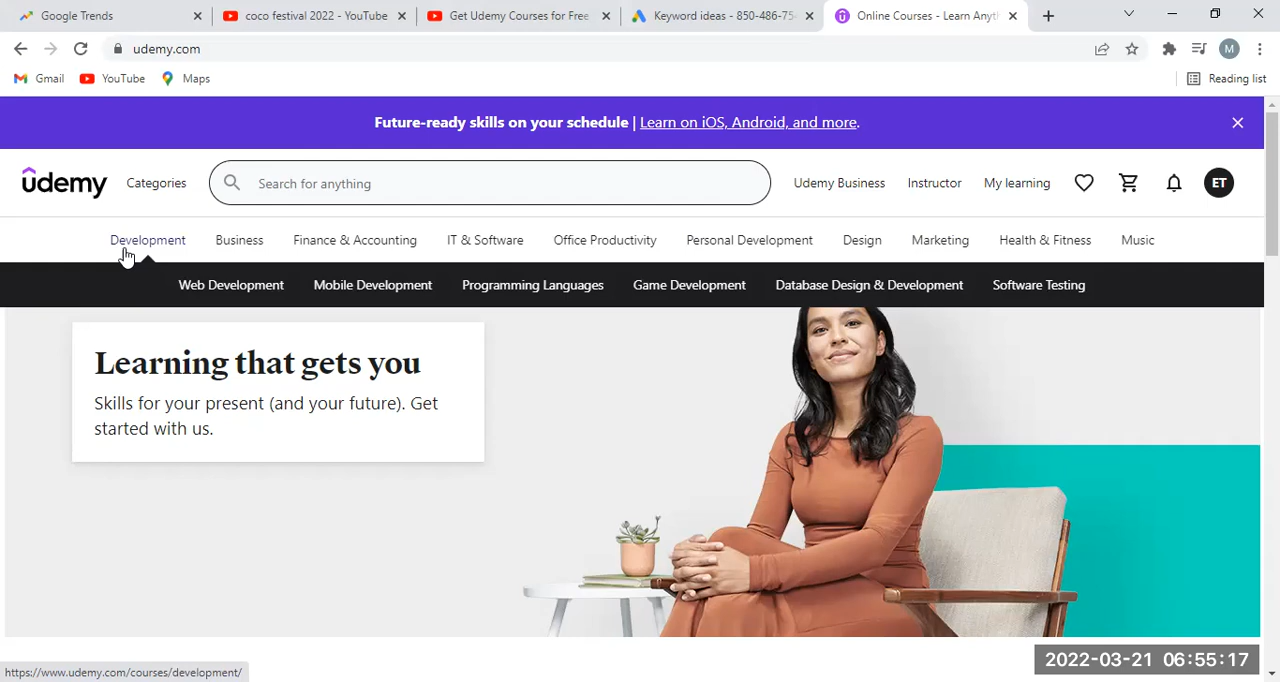 Google Trends
coco festival 2022 - YouTube
Get Udemy Courses for Free
Keyword ideas - 850-486-75
Online Courses - Learn Anyt
udemy.com
M
Gmail
YouTube
Maps
Reading list
Future-ready skills on your schedule | Learn on iOS, Android, and more.
udemy
Categories
Search for anything
Udemy Business
Instructor
My learning
ET
Development
Business
Finance & Accounting
IT & Software
Office Productivity
Personal Development
Design
Marketing
Health & Fitness
Music
Web Development
Mobile Development
Programming Languages
Game Development
Database Design & Development
Software Testing
Learning that gets you
Skills for your present (and your future). Get
started with us.
https://www.udemy.com/courses/development/
2022-03-21 06:55:17